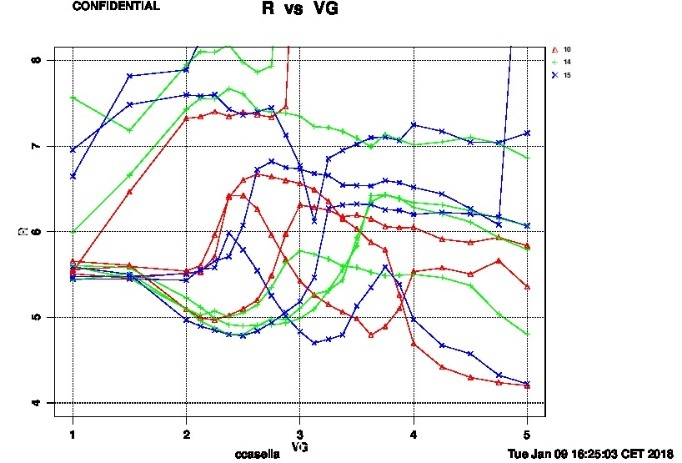 CONFIDENTIAL
R vs VG
10
14
15
8
7
6
5
4
R
1 2 3 4 5
VG
ccasella
Tue Jan 09 16:25:03 CET 2018